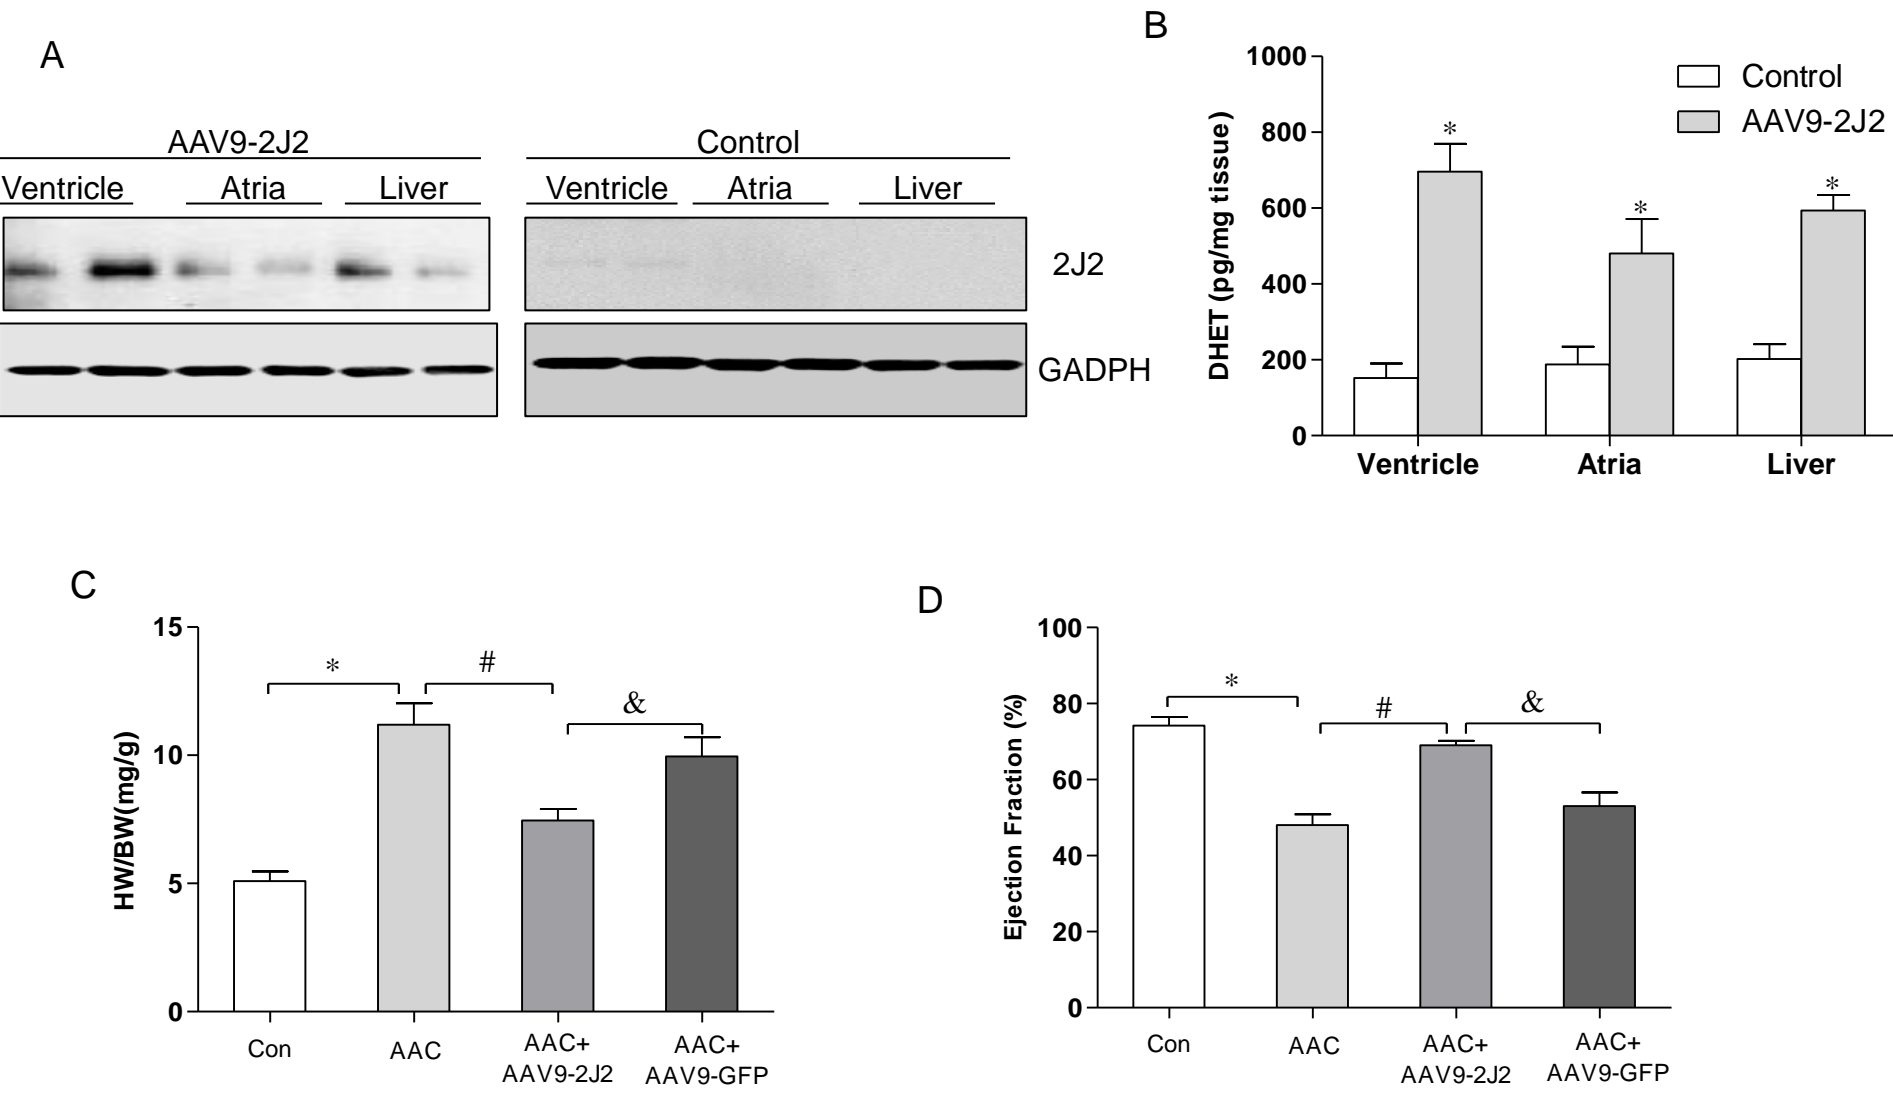 A
AAV9-2J2
Control
Ventricle Atria Liver
Ventricle Atria Liver
2J2
GADPH
B
1000
800
600
400
200
0
DHET (pg/mg tissue)
Control
AAV9-2J2
*
*
*
Ventricle Atria Liver
C
15
10
5
0
HW/BW(mg/g)
*
#
&
Con
AAC
AAC+
AAV9-2J2
AAC+
AAV9-GFP
D
100
80
60
40
20
0
Ejection Fraction (%)
*
#
&
Con
AAC
AAC+
AAV9-2J2
AAC+
AAV9-GFP